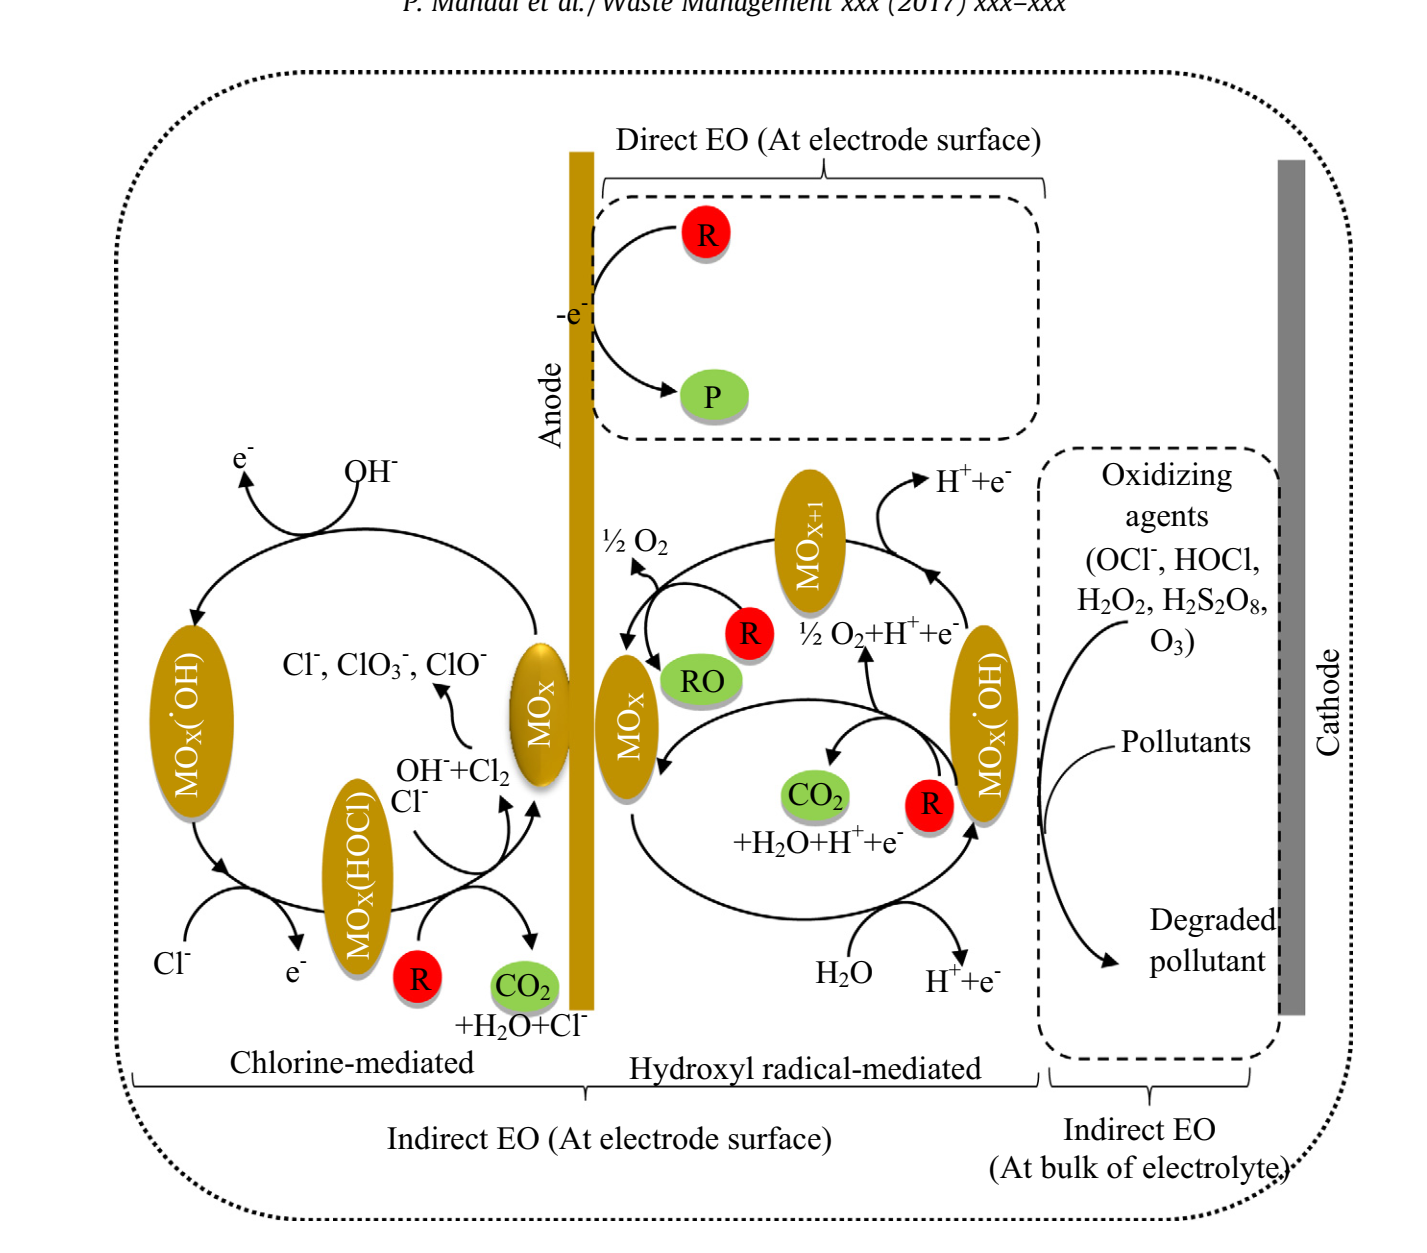 P. Mandal et al. / Waste Management xxx (2017) xxx–xxx
Direct EO (At electrode surface)
R
-e⁻
P
Anode
e⁻
OH⁻
MOₓ(˙OH)
Cl⁻, ClO₃⁻, ClO⁻
MOₓ
OH⁻+Cl₂
Cl⁻
MOₓ(HOCl)
Cl⁻
e⁻
R
CO₂
+H₂O+Cl⁻
Chlorine-mediated
MOₓ₊₁
H⁺+e⁻
½ O₂
R
RO
½ O₂+H⁺+e⁻
MOₓ
MOₓ(˙OH)
CO₂
R
+H₂O+H⁺+e⁻
H₂O
H⁺+e⁻
Hydroxyl radical-mediated
Indirect EO (At electrode surface)
Oxidizing
agents
(OCl⁻, HOCl,
H₂O₂, H₂S₂O₈,
O₃)
Pollutants
Degraded
pollutant
Cathode
Indirect EO
(At bulk of electrolyte)